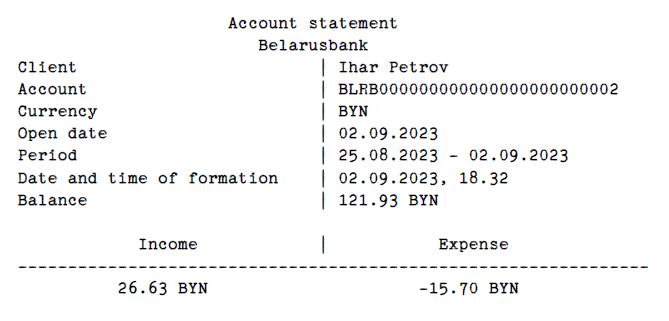 Account statement
Belarusbank
Client | Ihar Petrov
Account | BLRB000000000000000000000002
Currency | BYN
Open date | 02.09.2023
Period | 25.08.2023 - 02.09.2023
Date and time of formation | 02.09.2023, 18.32
Balance | 121.93 BYN
Income | Expense
---------------------------------------------------------------
26.63 BYN -15.70 BYN